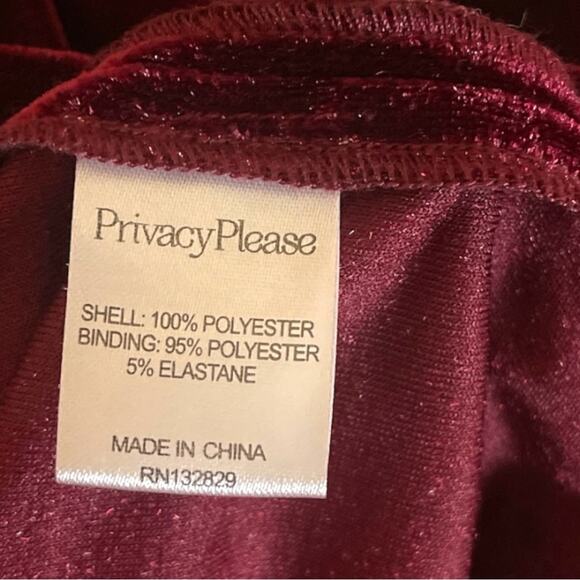 PrivacyPlease
SHELL: 100% POLYESTER
BINDING: 95% POLYESTER
5% ELASTANE
MADE IN CHINA
RN132829